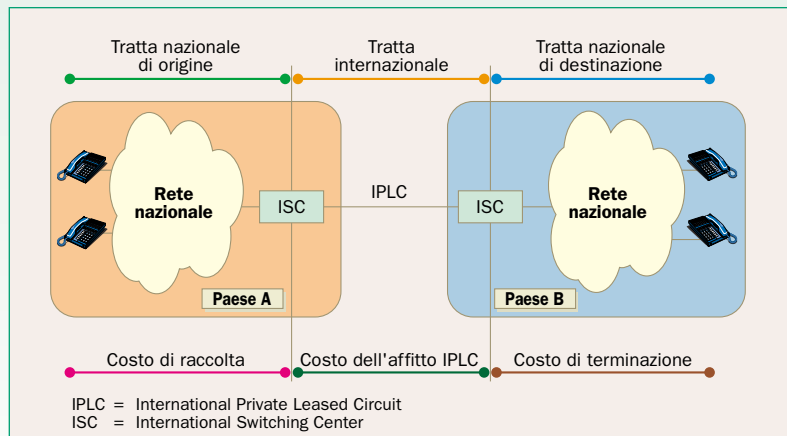 Tratta nazionale
di origine
Tratta
internazionale
Tratta nazionale
di destinazione
Rete
nazionale
ISC
IPLC
ISC
Rete
nazionale
Paese A
Paese B
Costo di raccolta
Costo dell'affitto IPLC
Costo di terminazione
IPLC = International Private Leased Circuit
ISC = International Switching Center